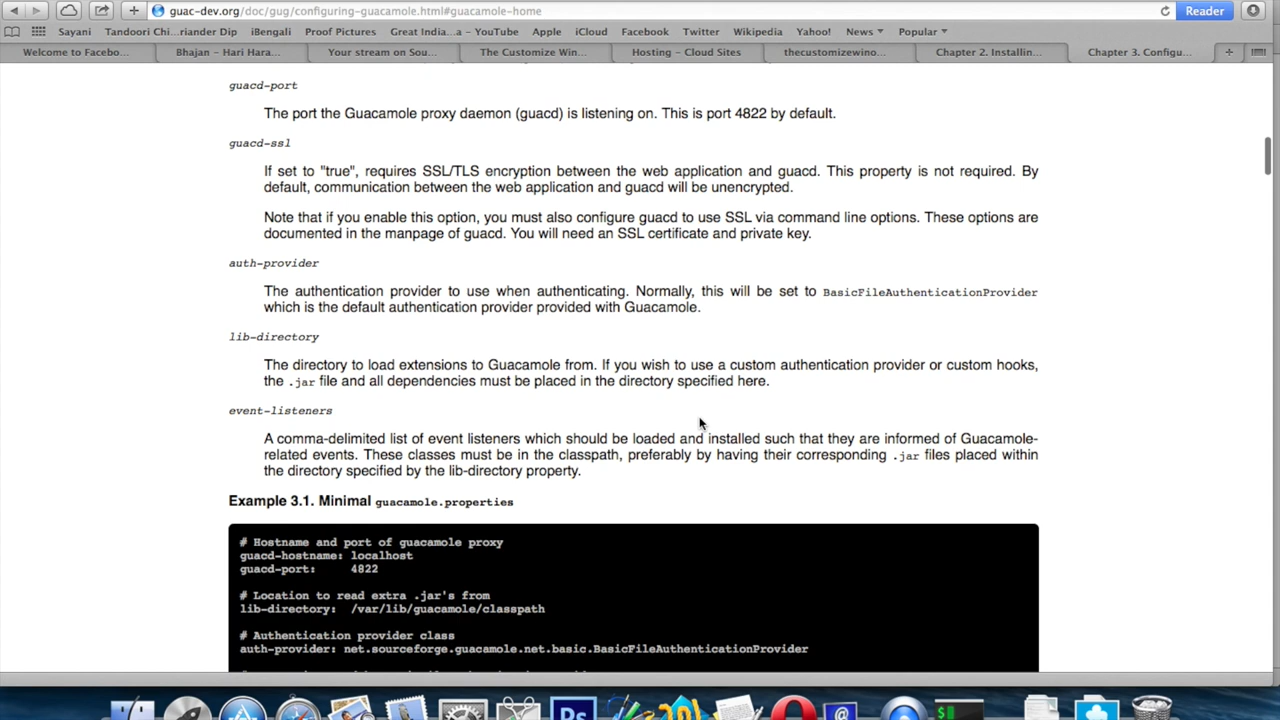 guac-dev.org/doc/gug/configuring-guacamole.html#guacamole-home
Reader
Sayani Tandoori Chi...riander Dip iBengali Proof Pictures Great India...a – YouTube Apple iCloud Facebook Twitter Wikipedia Yahoo! News Popular
Welcome to Facebo... Bhajan – Hari Hara... Your stream on Sou... The Customize Win... Hosting – Cloud Sites thecustomizewino... Chapter 2. Installin... Chapter 3. Configu...
guacd-port
The port the Guacamole proxy daemon (guacd) is listening on. This is port 4822 by default.
guacd-ssl
If set to "true", requires SSL/TLS encryption between the web application and guacd. This property is not required. By
default, communication between the web application and guacd will be unencrypted.
Note that if you enable this option, you must also configure guacd to use SSL via command line options. These options are
documented in the manpage of guacd. You will need an SSL certificate and private key.
auth-provider
The authentication provider to use when authenticating. Normally, this will be set to BasicFileAuthenticationProvider
which is the default authentication provider provided with Guacamole.
lib-directory
The directory to load extensions to Guacamole from. If you wish to use a custom authentication provider or custom hooks,
the .jar file and all dependencies must be placed in the directory specified here.
event-listeners
A comma-delimited list of event listeners which should be loaded and installed such that they are informed of Guacamole-
related events. These classes must be in the classpath, preferably by having their corresponding .jar files placed within
the directory specified by the lib-directory property.
Example 3.1. Minimal guacamole.properties
# Hostname and port of guacamole proxy
guacd-hostname: localhost
guacd-port: 4822
# Location to read extra .jar's from
lib-directory: /var/lib/guacamole/classpath
# Authentication provider class
auth-provider: net.sourceforge.guacamole.net.basic.BasicFileAuthenticationProvider
Ps
@
$